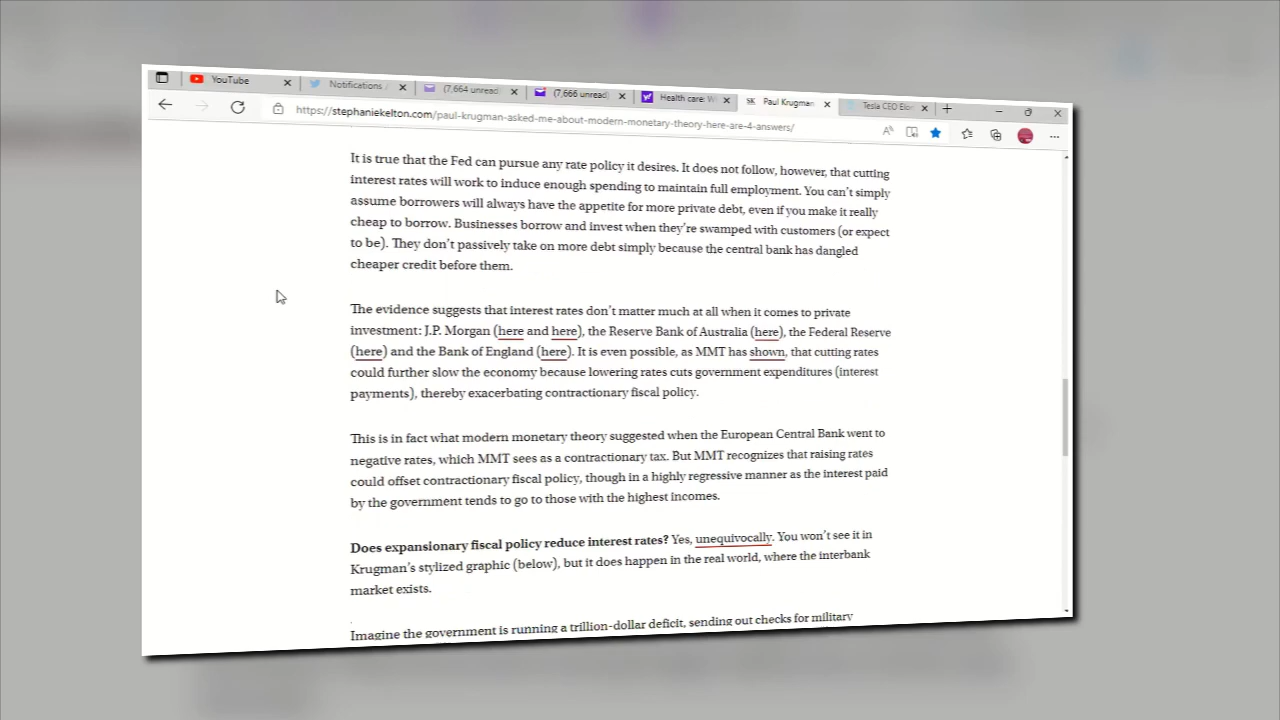 YouTube
Notifications /
(7,664 unread)
(7,666 unread)
Health care: W
SK Paul Krugman
Tesla CEO Elon
https://stephaniekelton.com/paul-krugman-asked-me-about-modern-monetary-theory-here-are-4-answers/
It is true that the Fed can pursue any rate policy it desires. It does not follow, however, that cutting
interest rates will work to induce enough spending to maintain full employment. You can't simply
assume borrowers will always have the appetite for more private debt, even if you make it really
cheap to borrow. Businesses borrow and invest when they're swamped with customers (or expect
to be). They don't passively take on more debt simply because the central bank has dangled
cheaper credit before them.
The evidence suggests that interest rates don't matter much at all when it comes to private
investment: J.P. Morgan (here and here), the Reserve Bank of Australia (here), the Federal Reserve
(here) and the Bank of England (here). It is even possible, as MMT has shown, that cutting rates
could further slow the economy because lowering rates cuts government expenditures (interest
payments), thereby exacerbating contractionary fiscal policy.
This is in fact what modern monetary theory suggested when the European Central Bank went to
negative rates, which MMT sees as a contractionary tax. But MMT recognizes that raising rates
could offset contractionary fiscal policy, though in a highly regressive manner as the interest paid
by the government tends to go to those with the highest incomes.
Does expansionary fiscal policy reduce interest rates? Yes, unequivocally. You won't see it in
Krugman's stylized graphic (below), but it does happen in the real world, where the interbank
market exists.
Imagine the government is running a trillion-dollar deficit, sending out checks for military